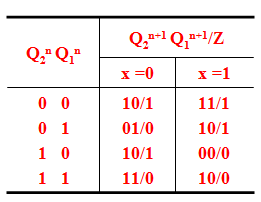 Q₂ⁿ Q₁ⁿ Q₂ⁿ⁺¹ Q₁ⁿ⁺¹/Z
x =0 x =1
0 0 10/1 11/1
0 1 01/0 10/1
1 0 10/1 00/0
1 1 11/0 10/0